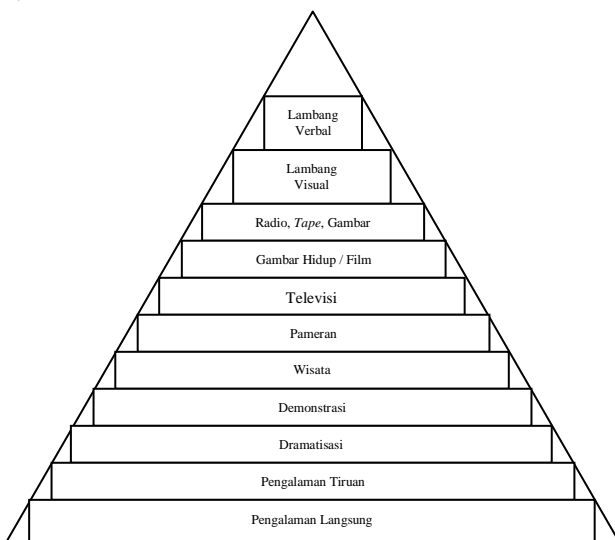 Lambang
Verbal
Lambang
Visual
Radio, Tape, Gambar
Gambar Hidup / Film
Televisi
Pameran
Wisata
Demonstrasi
Dramatisasi
Pengalaman Tiruan
Pengalaman Langsung